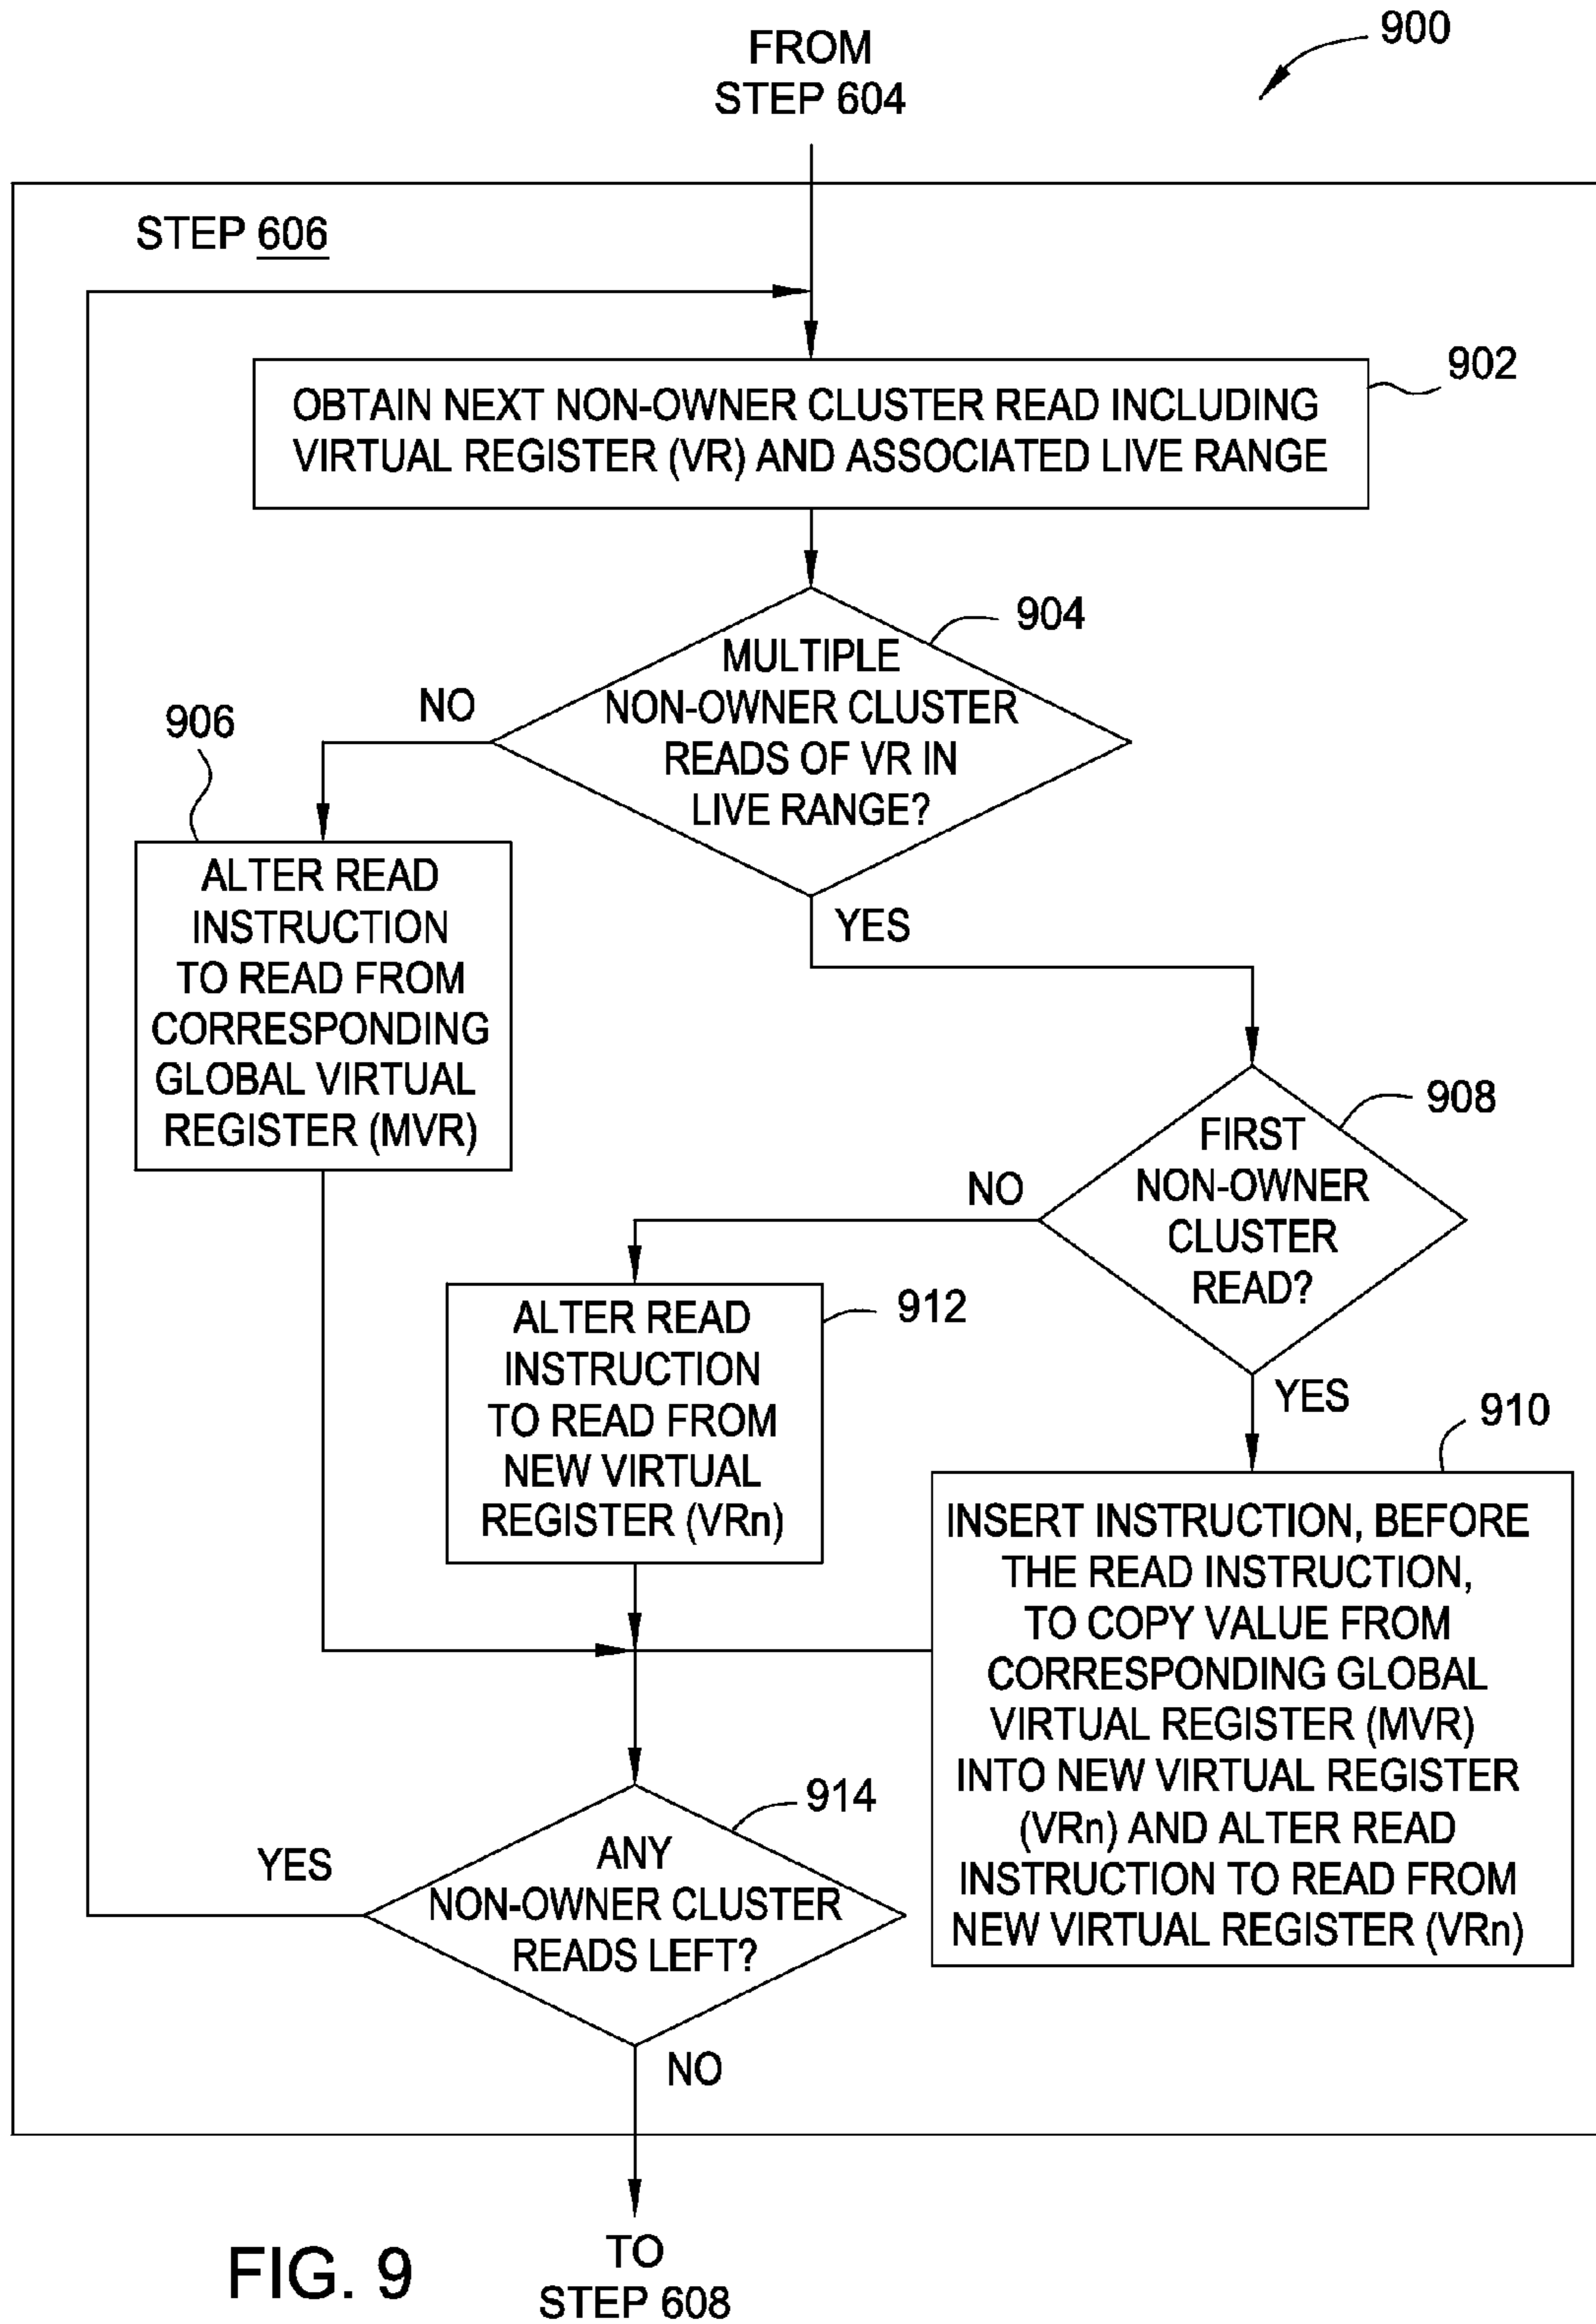 900
FROM
STEP 604
STEP 606
902
OBTAIN NEXT NON-OWNER CLUSTER READ INCLUDING
VIRTUAL REGISTER (VR) AND ASSOCIATED LIVE RANGE
904
MULTIPLE
NON-OWNER CLUSTER
READS OF VR IN
LIVE RANGE?
NO
YES
906
ALTER READ
INSTRUCTION
TO READ FROM
CORRESPONDING
GLOBAL VIRTUAL
REGISTER (MVR)
908
FIRST
NON-OWNER
CLUSTER
READ?
NO
YES
912
ALTER READ
INSTRUCTION
TO READ FROM
NEW VIRTUAL
REGISTER (VRn)
910
INSERT INSTRUCTION, BEFORE
THE READ INSTRUCTION,
TO COPY VALUE FROM
CORRESPONDING GLOBAL
VIRTUAL REGISTER (MVR)
INTO NEW VIRTUAL REGISTER
(VRn) AND ALTER READ
INSTRUCTION TO READ FROM
NEW VIRTUAL REGISTER (VRn)
914
ANY
NON-OWNER CLUSTER
READS LEFT?
YES
NO
TO
STEP 608
FIG. 9